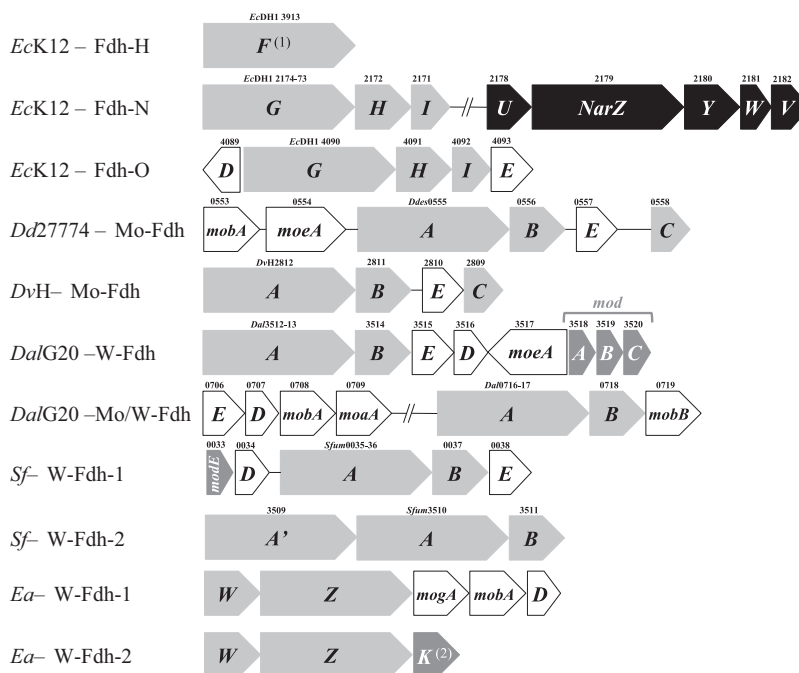 EcDH1 3913
EcK12 – Fdh-H F (1)
EcDH1 2174-73 2172 2171 2178 2179 2180 2181 2182
EcK12 – Fdh-N G H I // U NarZ Y W V
4089 EcDH1 4090 4091 4092 4093
EcK12 – Fdh-O D G H I E
0553 0554 Ddes0555 0556 0557 0558
Dd27774 – Mo-Fdh mobA moeA A B E C
DvH2812 2811 2810 2809
DvH– Mo-Fdh A B E C
mod
Dal3512-13 3514 3515 3516 3517 3518 3519 3520
DalG20 –W-Fdh A B E D moeA A B C
0706 0707 0708 0709 Dal0716-17 0718 0719
DalG20 –Mo/W-Fdh E D mobA moaA // A B mobB
0033 0034 Sfum0035-36 0037 0038
Sf– W-Fdh-1 modE D A B E
3509 Sfum3510 3511
Sf– W-Fdh-2 A’ A B
Ea– W-Fdh-1 W Z mogA mobA D
Ea– W-Fdh-2 W Z K (2)